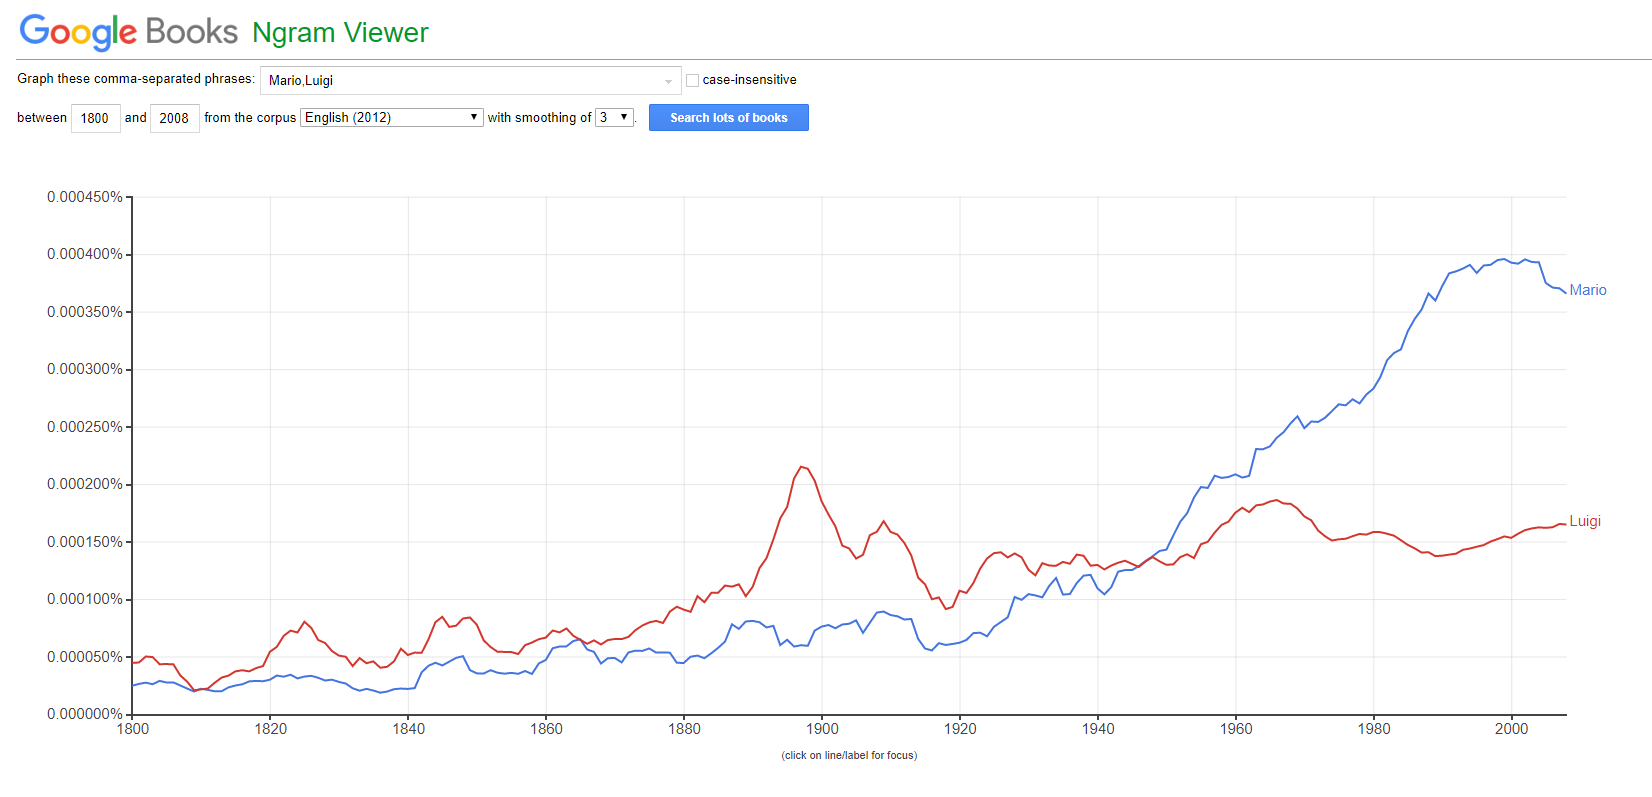 Google Books Ngram Viewer
Graph these comma-separated phrases: Mario,Luigi case-insensitive
between 1800 and 2008 from the corpus English (2012) with smoothing of 3 . Search lots of books
0.000450%
0.000400%
0.000350%
0.000300%
0.000250%
0.000200%
0.000150%
0.000100%
0.000050%
0.000000%
Mario
Luigi
1800 1820 1840 1860 1880 1900 1920 1940 1960 1980 2000
(click on line/label for focus)